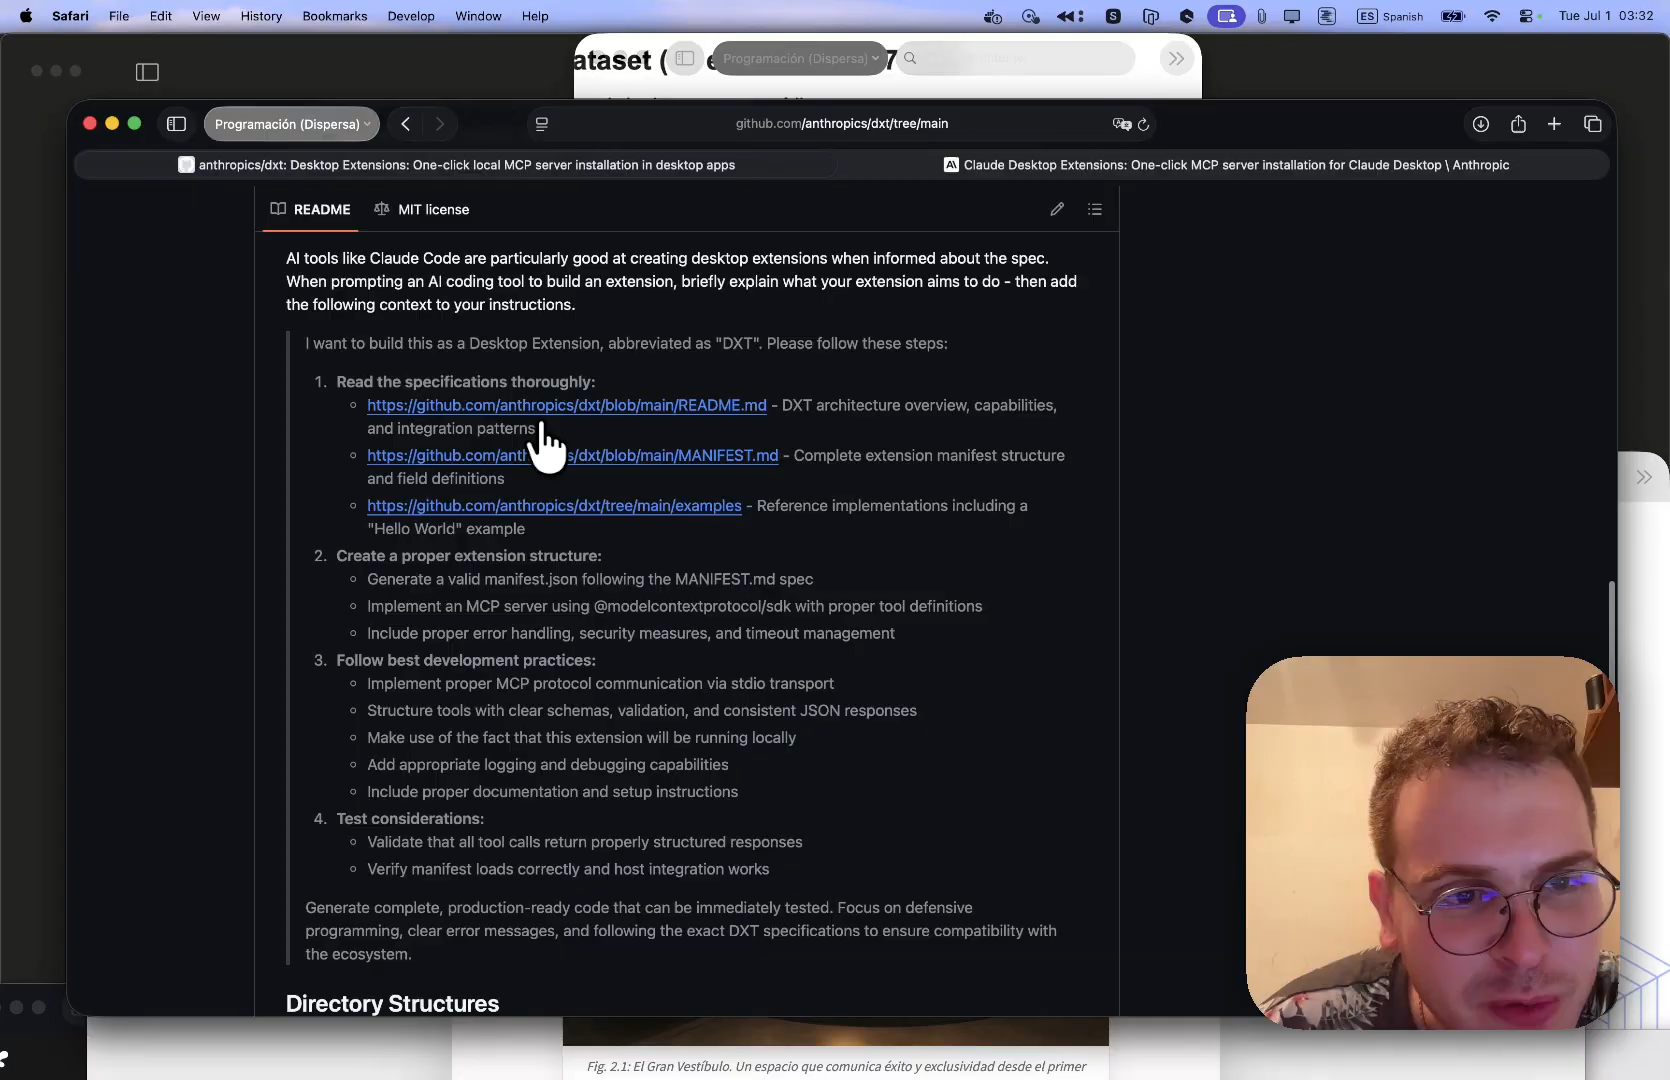 Safari File Edit View History Bookmarks Develop Window Help
S ES Spanish Tue Jul 1 03:32
ataset (
Programación (Dispersa)
7
Programación (Dispersa)
github.com/anthropics/dxt/tree/main
anthropics/dxt: Desktop Extensions: One-click local MCP server installation in desktop apps
Claude Desktop Extensions: One-click MCP server installation for Claude Desktop \ Anthropic
README MIT license
AI tools like Claude Code are particularly good at creating desktop extensions when informed about the spec.
When prompting an AI coding tool to build an extension, briefly explain what your extension aims to do - then add
the following context to your instructions.
I want to build this as a Desktop Extension, abbreviated as "DXT". Please follow these steps:
1. Read the specifications thoroughly:
https://github.com/anthropics/dxt/blob/main/README.md - DXT architecture overview, capabilities,
and integration patterns
https://github.com/anth s/dxt/blob/main/MANIFEST.md - Complete extension manifest structure
and field definitions
https://github.com/anthropics/dxt/tree/main/examples - Reference implementations including a
"Hello World" example
2. Create a proper extension structure:
Generate a valid manifest.json following the MANIFEST.md spec
Implement an MCP server using @modelcontextprotocol/sdk with proper tool definitions
Include proper error handling, security measures, and timeout management
3. Follow best development practices:
Implement proper MCP protocol communication via stdio transport
Structure tools with clear schemas, validation, and consistent JSON responses
Make use of the fact that this extension will be running locally
Add appropriate logging and debugging capabilities
Include proper documentation and setup instructions
4. Test considerations:
Validate that all tool calls return properly structured responses
Verify manifest loads correctly and host integration works
Generate complete, production-ready code that can be immediately tested. Focus on defensive
programming, clear error messages, and following the exact DXT specifications to ensure compatibility with
the ecosystem.
Directory Structures
Fig. 2.1: El Gran Vestíbulo. Un espacio que comunica éxito y exclusividad desde el primer